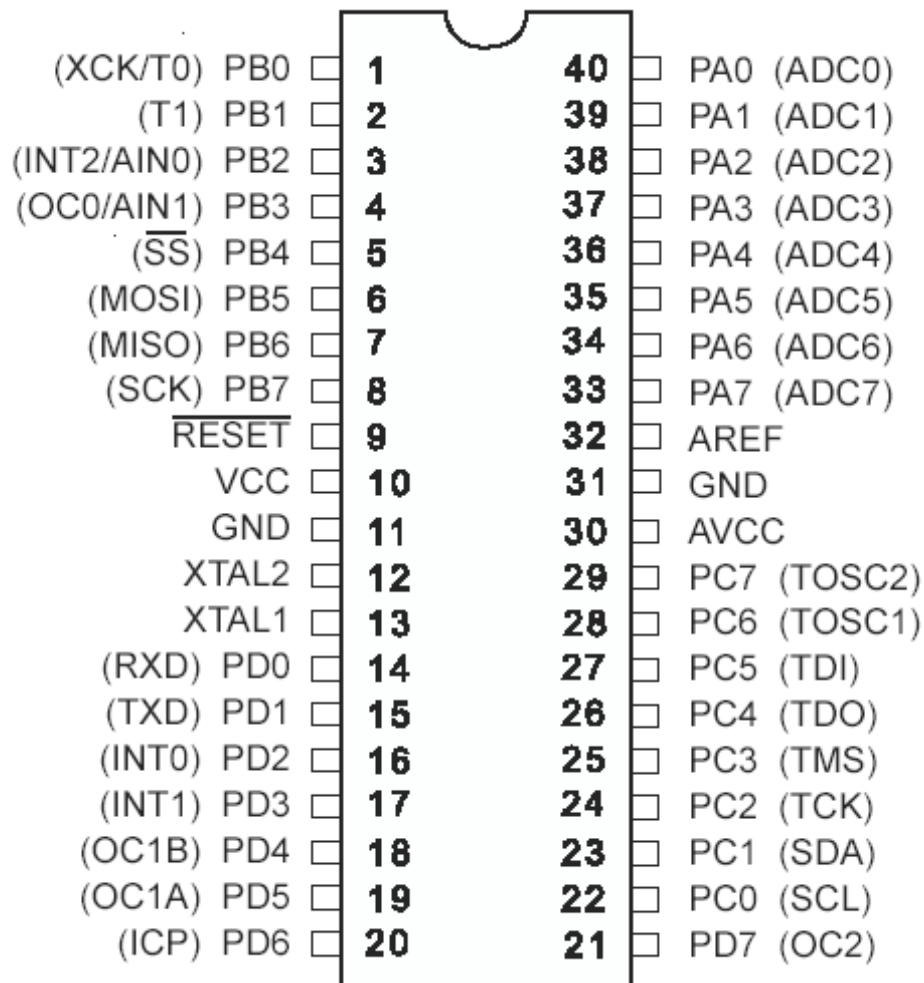 (XCK/T0) PB0 1 40 PA0 (ADC0)
(T1) PB1 2 39 PA1 (ADC1)
(INT2/AIN0) PB2 3 38 PA2 (ADC2)
(OC0/AIN1) PB3 4 37 PA3 (ADC3)
(S̅S̅) PB4 5 36 PA4 (ADC4)
(MOSI) PB5 6 35 PA5 (ADC5)
(MISO) PB6 7 34 PA6 (ADC6)
(SCK) PB7 8 33 PA7 (ADC7)
R̅E̅S̅E̅T̅ 9 32 AREF
VCC 10 31 GND
GND 11 30 AVCC
XTAL2 12 29 PC7 (TOSC2)
XTAL1 13 28 PC6 (TOSC1)
(RXD) PD0 14 27 PC5 (TDI)
(TXD) PD1 15 26 PC4 (TDO)
(INT0) PD2 16 25 PC3 (TMS)
(INT1) PD3 17 24 PC2 (TCK)
(OC1B) PD4 18 23 PC1 (SDA)
(OC1A) PD5 19 22 PC0 (SCL)
(ICP) PD6 20 21 PD7 (OC2)